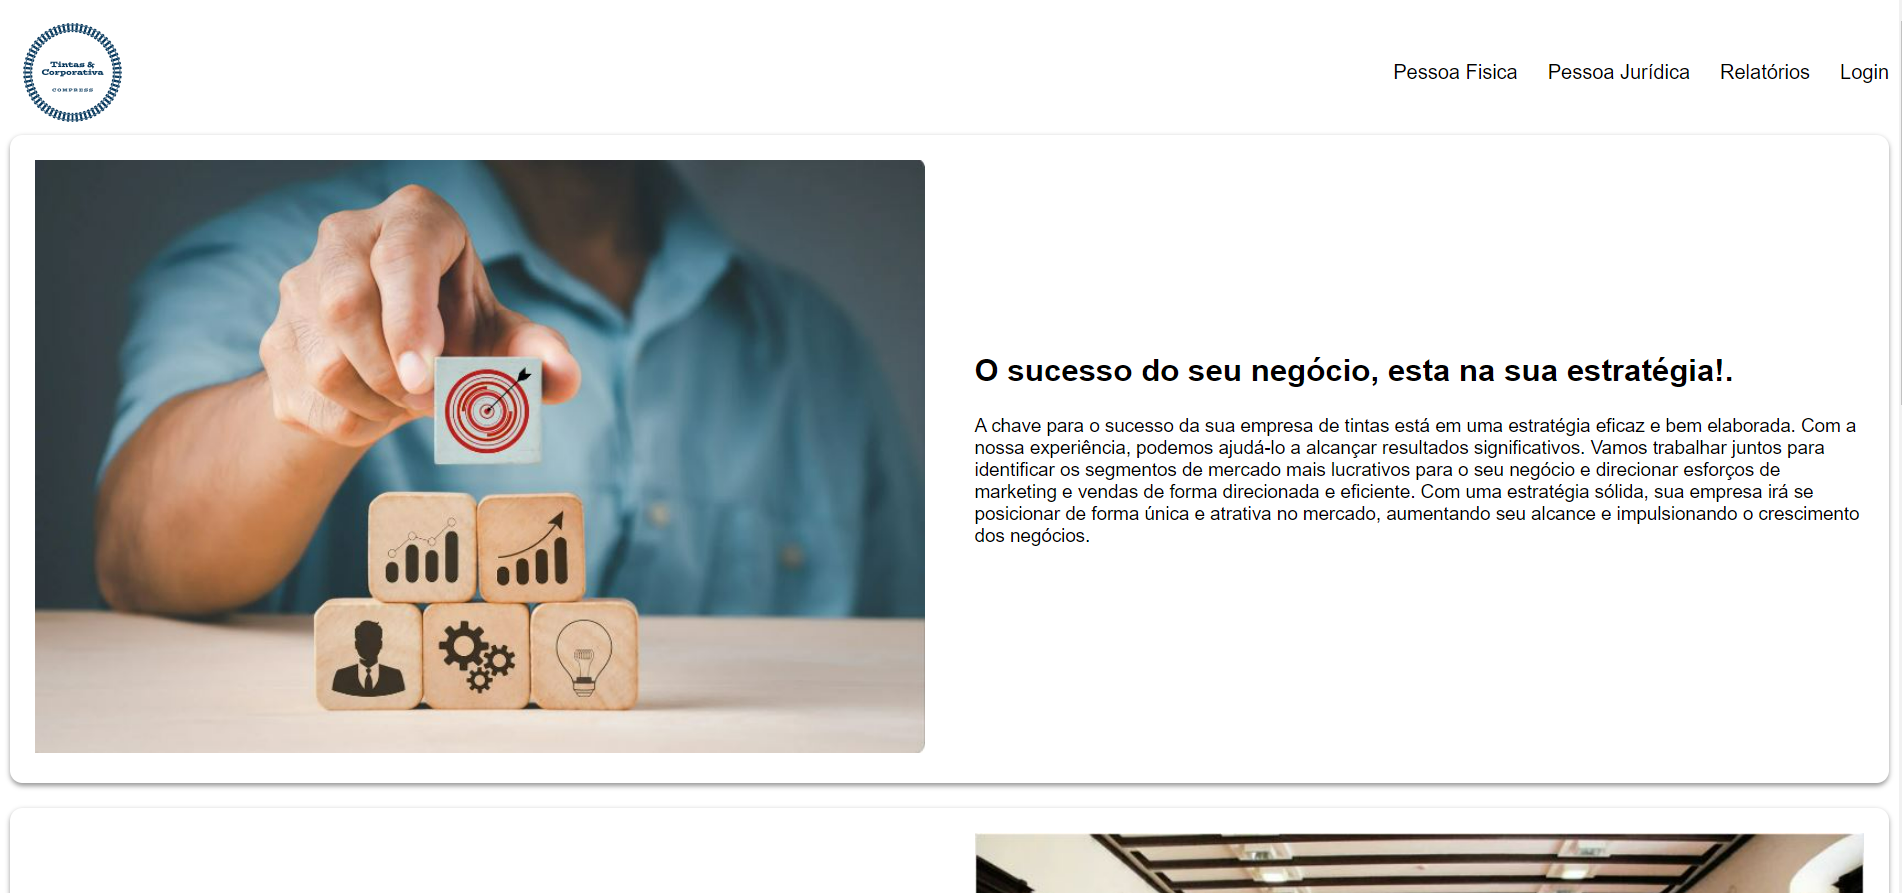 Tintas &
Corporativa
COMPRESS
Pessoa Fisica
Pessoa Jurídica
Relatórios
Login
O sucesso do seu negócio, esta na sua estratégia!.
A chave para o sucesso da sua empresa de tintas está em uma estratégia eficaz e bem elaborada. Com a
nossa experiência, podemos ajudá-lo a alcançar resultados significativos. Vamos trabalhar juntos para
identificar os segmentos de mercado mais lucrativos para o seu negócio e direcionar esforços de
marketing e vendas de forma direcionada e eficiente. Com uma estratégia sólida, sua empresa irá se
posicionar de forma única e atrativa no mercado, aumentando seu alcance e impulsionando o crescimento
dos negócios.